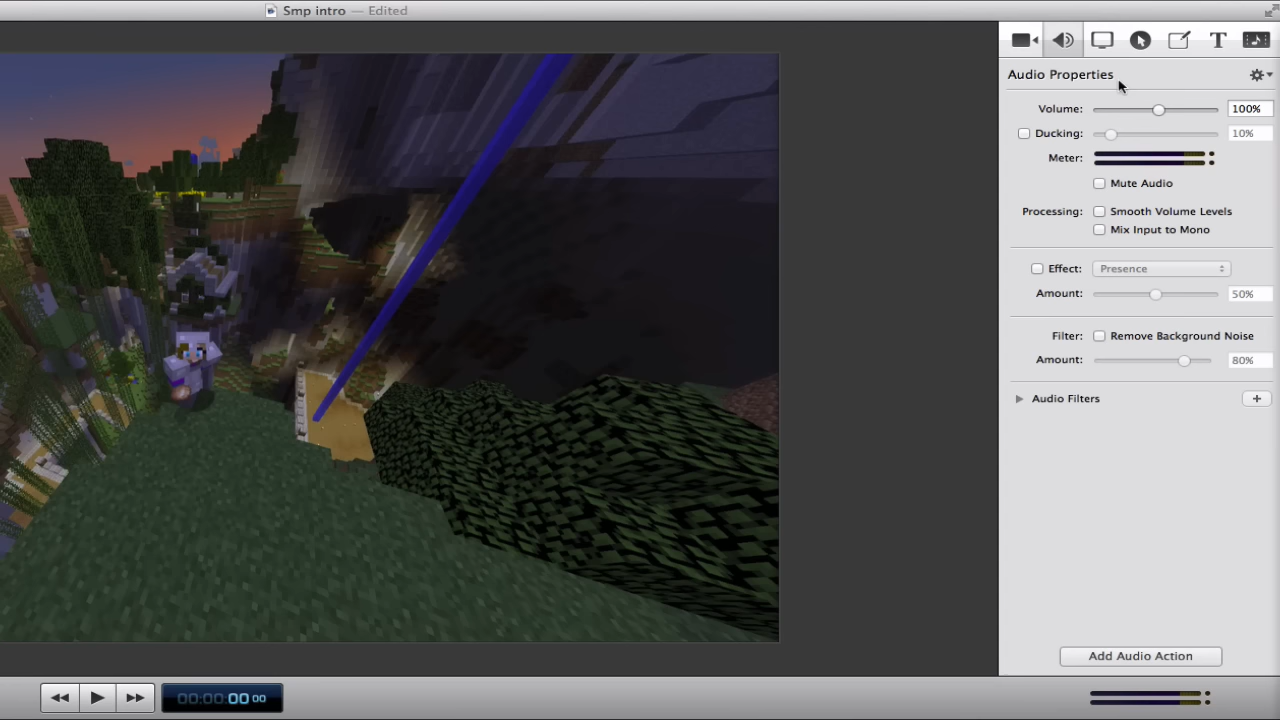 Smp intro — Edited
T
Audio Properties
Volume: 100%
Ducking: 10%
Meter:
Mute Audio
Processing: Smooth Volume Levels
Mix Input to Mono
Effect: Presence
Amount: 50%
Filter: Remove Background Noise
Amount: 80%
Audio Filters +
Add Audio Action
00:00:00 00